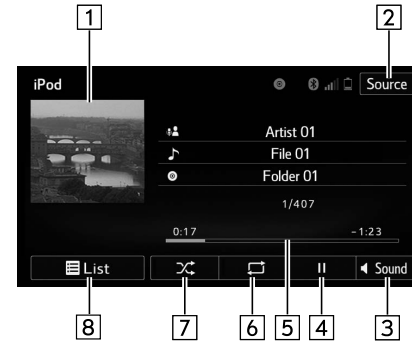 1 2
iPod Source
Artist 01
File 01
Folder 01
1/407
0:17 -1:23
List Sound
8 7 6 5 4 3